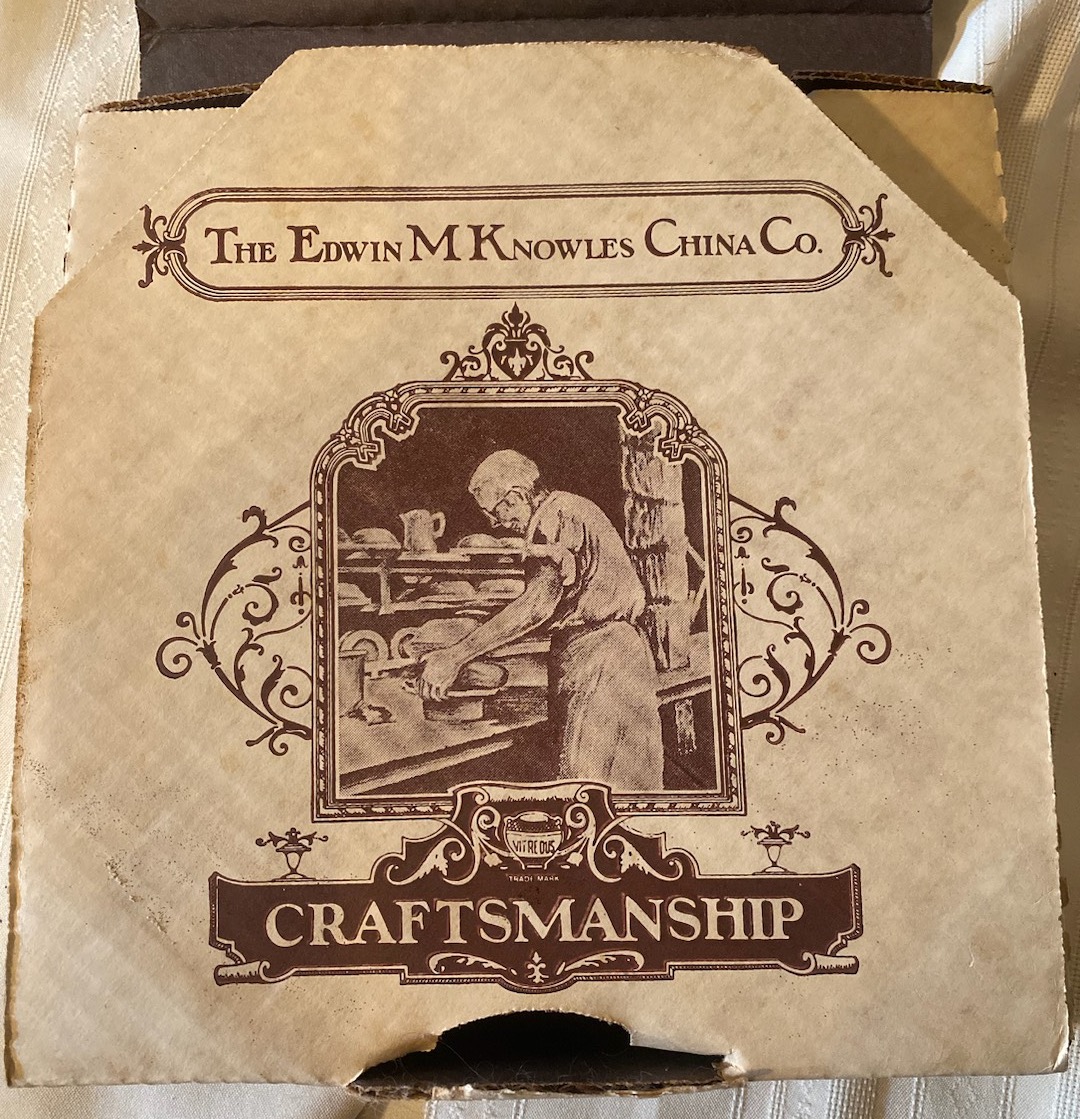 The Edwin M Knowles China Co.
VITREOUS
TRADE MARK
CRAFTSMANSHIP